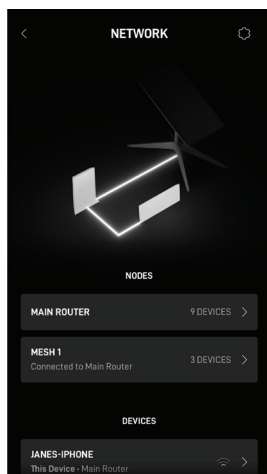 NETWORK
NODES
MAIN ROUTER
9 DEVICES
MESH 1
Connected to Main Router
3 DEVICES
DEVICES
JANES-IPHONE
This Device · Main Router